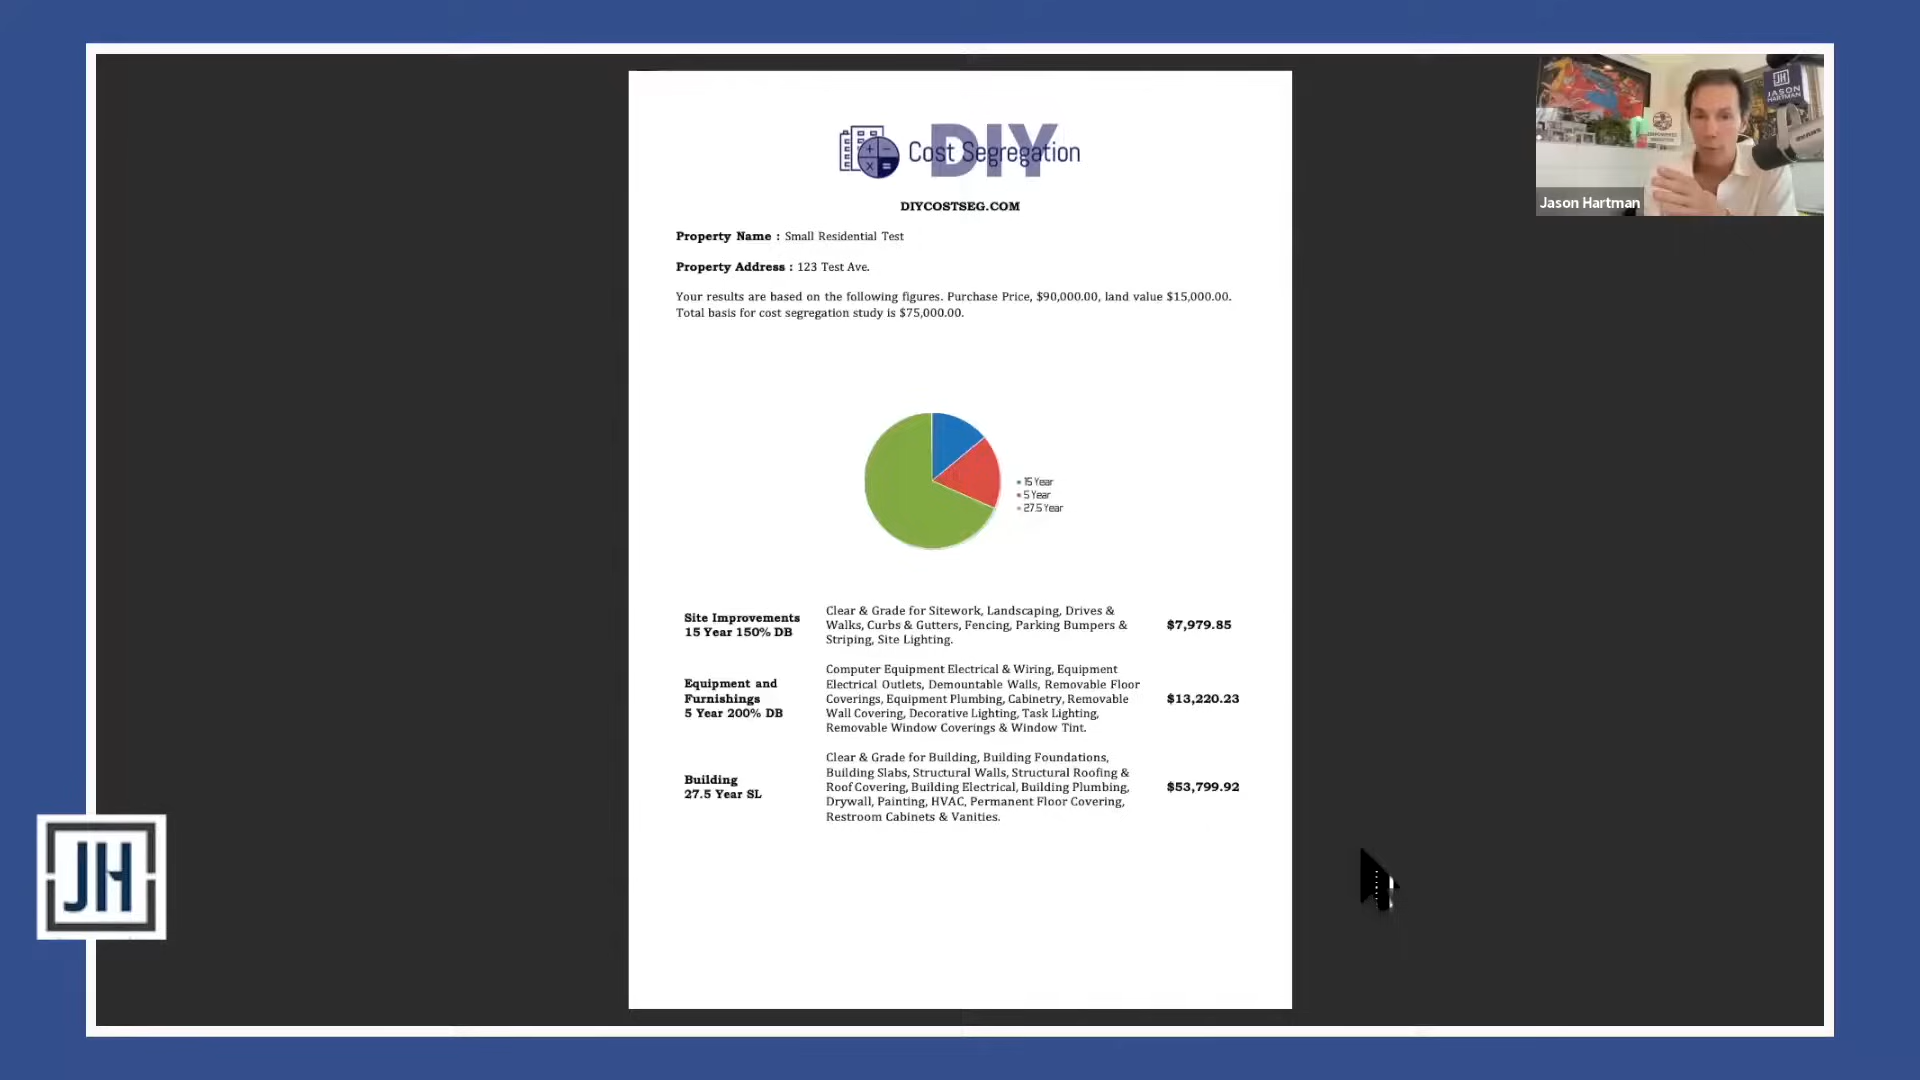 DIY
Cost Segregation
DIYCOSTSEG.COM
Property Name : Small Residential Test
Property Address : 123 Test Ave.
Your results are based on the following figures. Purchase Price, $90,000.00, land value $15,000.00.
Total basis for cost segregation study is $75,000.00.
15 Year
5 Year
27.5 Year
Site Improvements
15 Year 150% DB
Clear & Grade for Sitework, Landscaping, Drives &
Walks, Curbs & Gutters, Fencing, Parking Bumpers &
Striping, Site Lighting.
$7,979.85
Equipment and
Furnishings
5 Year 200% DB
Computer Equipment Electrical & Wiring, Equipment
Electrical Outlets, Demountable Walls, Removable Floor
Coverings, Equipment Plumbing, Cabinetry, Removable
Wall Covering, Decorative Lighting, Task Lighting,
Removable Window Coverings & Window Tint.
$13,220.23
Building
27.5 Year SL
Clear & Grade for Building, Building Foundations,
Building Slabs, Structural Walls, Structural Roofing &
Roof Covering, Building Electrical, Building Plumbing,
Drywall, Painting, HVAC, Permanent Floor Covering,
Restroom Cabinets & Vanities.
$53,799.92
JH
JASON
HARTMAN
Jason Hartman
JH